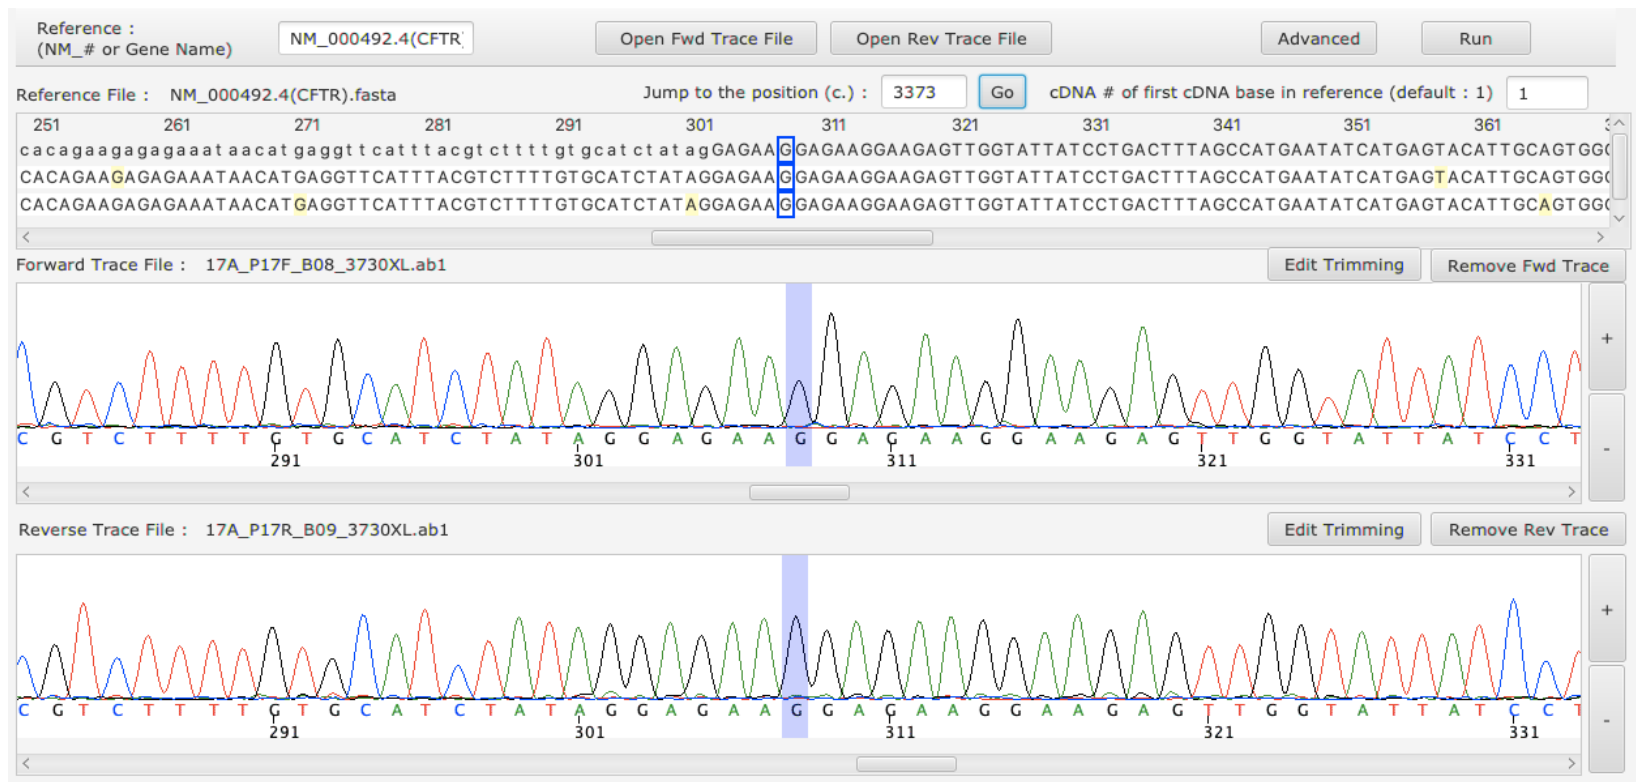 Reference :
(NM_# or Gene Name)
NM_000492.4(CFTR
Open Fwd Trace File
Open Rev Trace File
Advanced
Run
Reference File : NM_000492.4(CFTR).fasta
Jump to the position (c.) : 3373
Go
cDNA # of first cDNA base in reference (default : 1) 1
251 261 271 281 291 301 311 321 331 341 351 361
cacagaagagagaaataacatgaggttcatttacgtcttttgtgcatctatagGAGAAGGAGAAGGAAGAGTTGGTATTATCCTGACTTTAGCCATGAATATCATGAGTACATTGCAGTGGG
CACAGAAGAGAGAAATAACATGAGGTTCATTTACGTCTTTTGTGCATCTATAGGAGAAGGAGAAGGAAGAGTTGGTATTATCCTGACTTTAGCCATGAATATCATGAGTACATTGCAGTGGG
CACAGAAGAGAGAAATAACATGAGGTTCATTTACGTCTTTTGTGCATCTATAGGAGAAGGAGAAGGAAGAGTTGGTATTATCCTGACTTTAGCCATGAATATCATGAGTACATTGCAGTGGG
Forward Trace File : 17A_P17F_B08_3730XL.ab1
Edit Trimming
Remove Fwd Trace
+
C G T C T T T T G T G C A T C T A T A G G A G A A G G A G A A G G A A G A G T T G G T A T T A T C C T
291 301 311 321 331
-
Reverse Trace File : 17A_P17R_B09_3730XL.ab1
Edit Trimming
Remove Rev Trace
+
C G T C T T T T G T G C A T C T A T A G G A G A A G G A G A A G G A A G A G T T G G T A T T A T C C T
291 301 311 321 331
-